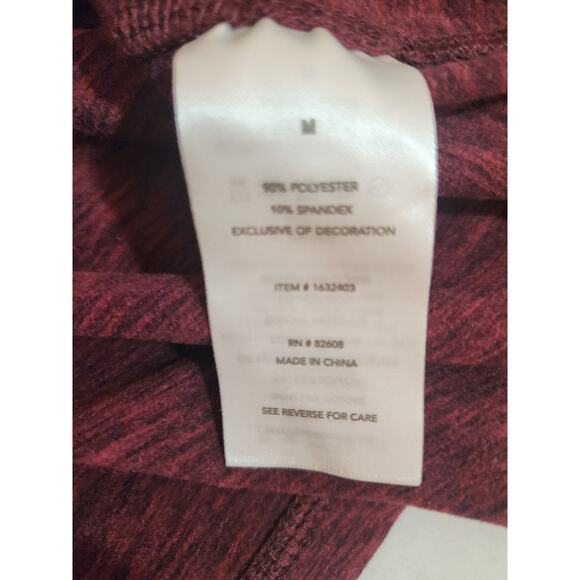 M
90% POLYESTER
10% SPANDEX
EXCLUSIVE OF DECORATION
ITEM # 1632403
RN # 82608
MADE IN CHINA
SEE REVERSE FOR CARE